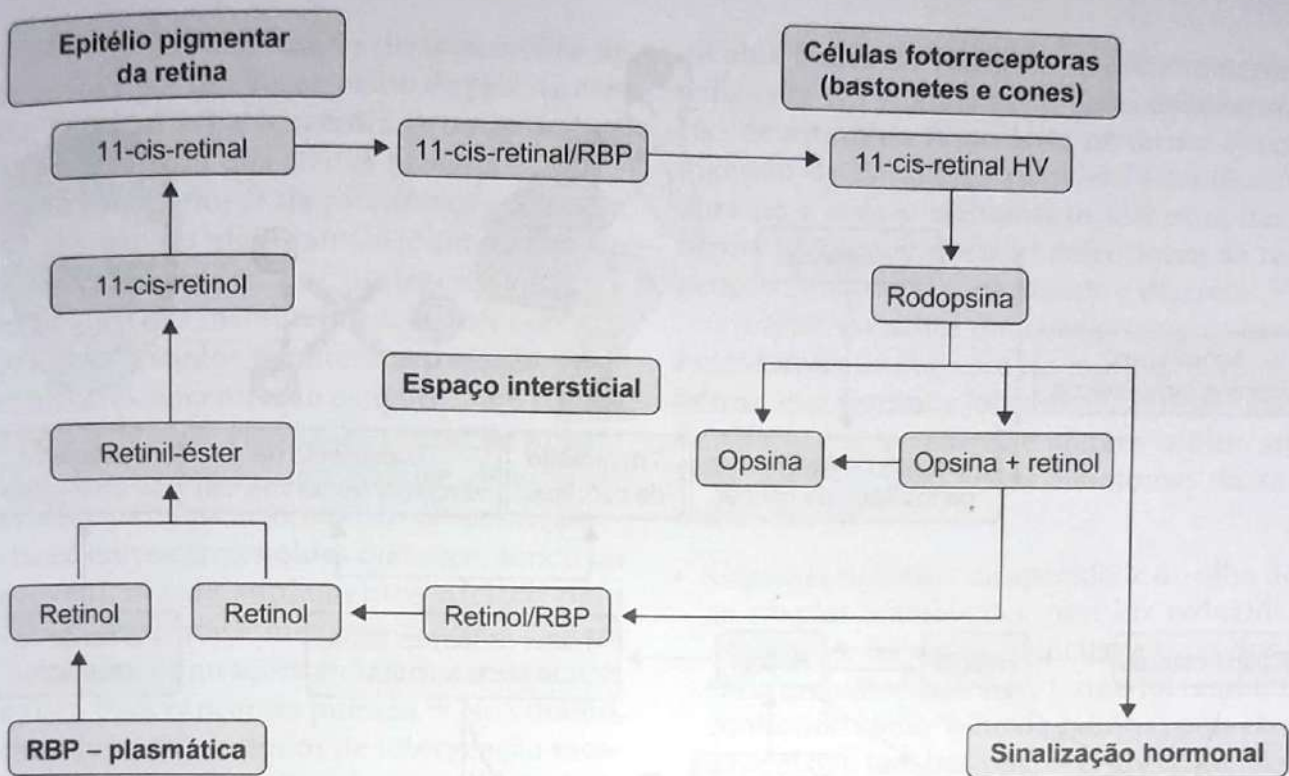 Epitélio pigmentar
da retina
Células fotorreceptoras
(bastonetes e cones)
11-cis-retinal
11-cis-retinal/RBP
11-cis-retinal HV
11-cis-retinol
Rodopsina
Espaço intersticial
Retinil-éster
Opsina
Opsina + retinol
Retinol
Retinol
Retinol/RBP
RBP – plasmática
Sinalização hormonal